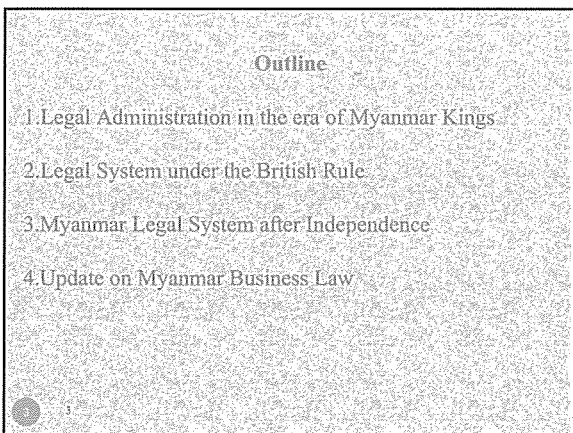 Outline
1.Legal Administration in the era of Myanmar Kings
2.Legal System under the British Rule
3.Myanmar Legal System after Independence
4.Update on Myanmar Business Law
3